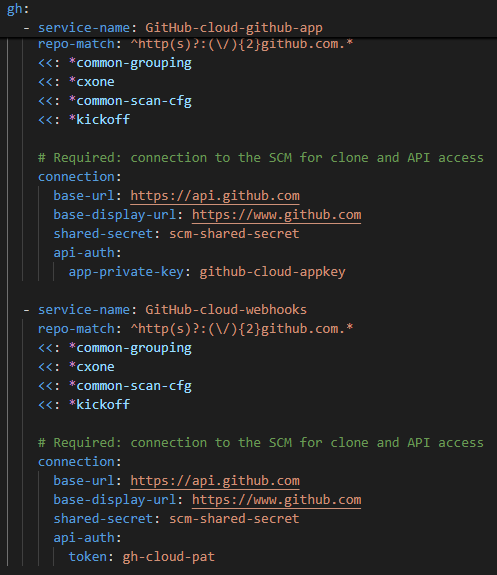 gh:
  - service-name: GitHub-cloud-github-app
    repo-match: ^http(s)?:(\/){2}github.com.*
    <<: *common-grouping
    <<: *cxone
    <<: *common-scan-cfg
    <<: *kickoff

    # Required: connection to the SCM for clone and API access
    connection:
      base-url: https://api.github.com
      base-display-url: https://www.github.com
      shared-secret: scm-shared-secret
      api-auth:
        app-private-key: github-cloud-appkey

  - service-name: GitHub-cloud-webhooks
    repo-match: ^http(s)?:(\/){2}github.com.*
    <<: *common-grouping
    <<: *cxone
    <<: *common-scan-cfg
    <<: *kickoff

    # Required: connection to the SCM for clone and API access
    connection:
      base-url: https://api.github.com
      base-display-url: https://www.github.com
      shared-secret: scm-shared-secret
      api-auth:
        token: gh-cloud-pat